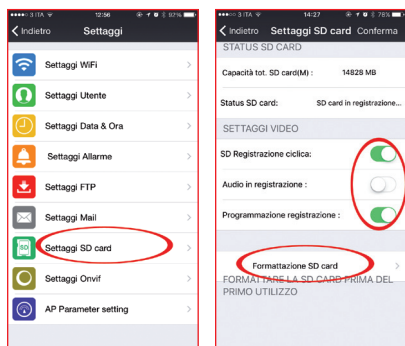 3 ITA 12:56 92%
Indietro Settaggi
Settaggi WiFi
Settaggi Utente
Settaggi Data & Ora
Settaggi Allarme
Settaggi FTP
Settaggi Mail
SD Settaggi SD card
Settaggi Onvif
AP Parameter setting
3 ITA 14:27 78%
Indietro Settaggi SD card Conferma
STATUS SD CARD
Capacità tot. SD card(M) : 14828 MB
Status SD card: SD card in registrazione...
SETTAGGI VIDEO
SD Registrazione ciclica:
Audio in registrazione :
Programmazione registrazione :
Formattazione SD card
FORMATTARE LA SD CARD PRIMA DEL
PRIMO UTILIZZO